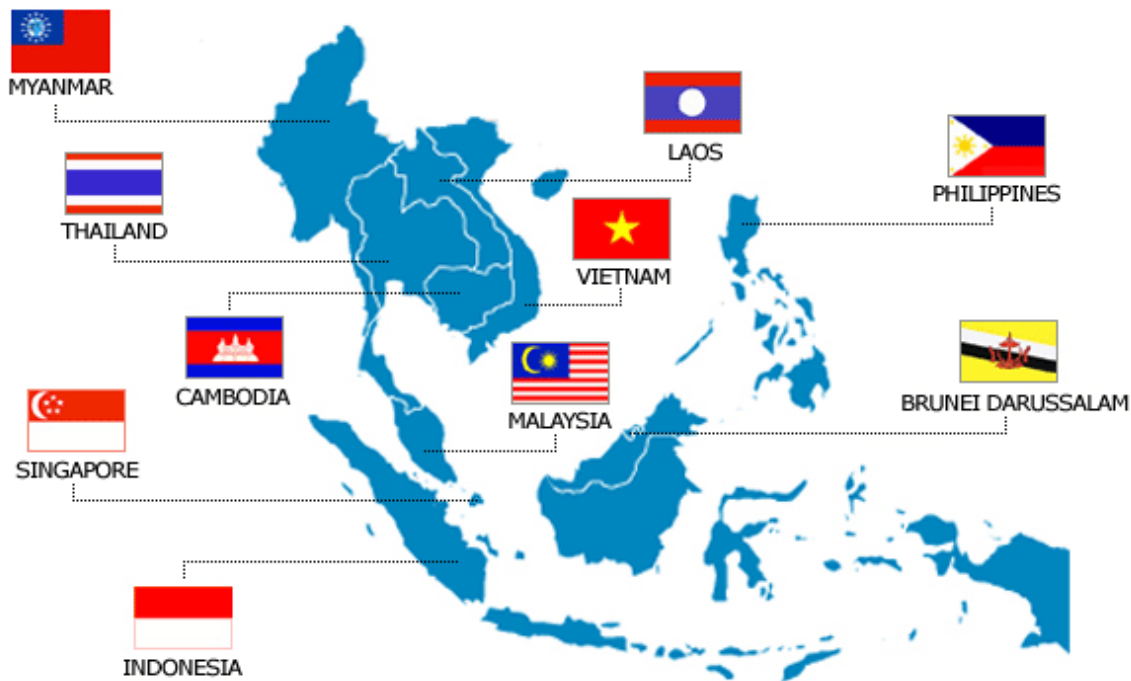 MYANMAR
LAOS
PHILIPPINES
THAILAND
VIETNAM
CAMBODIA
MALAYSIA
BRUNEI DARUSSALAM
SINGAPORE
INDONESIA